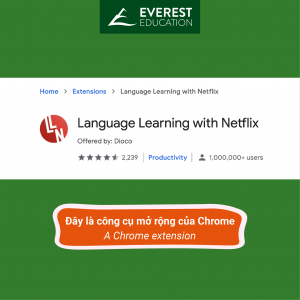 EVEREST
EDUCATION
Home > Extensions > Language Learning with Netflix
LLN
Language Learning with Netflix
Offered by: Dioco
★★★★★ 2,239 | Productivity | 1,000,000+ users
Đây là công cụ mở rộng của Chrome
A Chrome extension